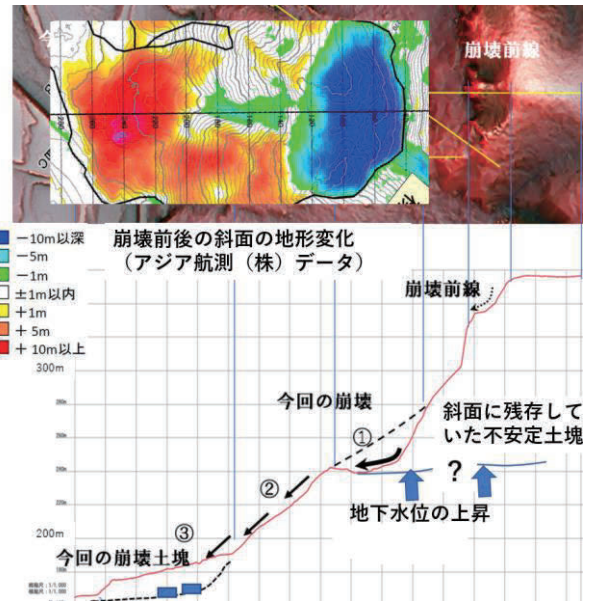 崩壊前線
－10m以深
－5m
－1m
±1m以内
＋1m
＋5m
＋10m以上
崩壊前後の斜面の地形変化
（アジア航測（株）データ）
崩壊前線
300m
今回の崩壊
①
斜面に残存して
いた不安定土塊
?
②
地下水位の上昇
200m
③
今回の崩壊土塊